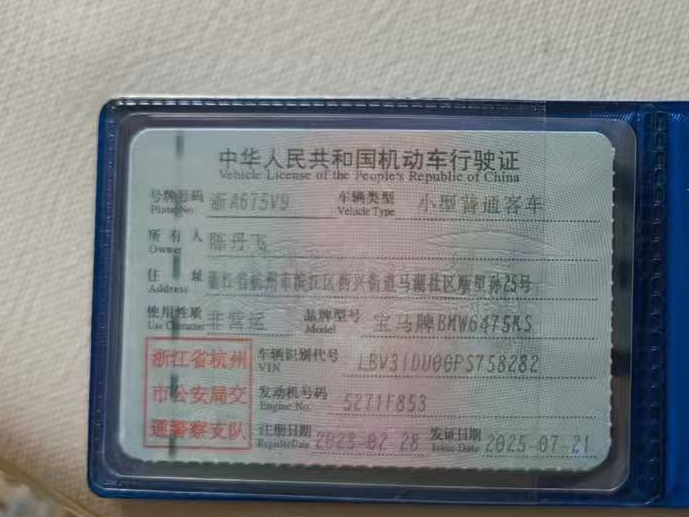 中华人民共和国机动车行驶证
Vehicle License of the People's Republic of China
号牌号码 浙A673V9 车辆类型 小型普通客车
Plate No. Vehicle Type
所有人 陈丹飞
Owner
住址 浙江省杭州市滨江区西兴街道马湖社区 25号
Address
使用性质 非营运 品牌型号 宝马牌BMW6475KS
Use Character Model
浙江省杭州 车辆识别代号
VIN
市公安局交 发动机号码
Engine No.
通警察支队 注册日期 2023-02-28 发证日期 2025-07-21
Register Date Issue Date